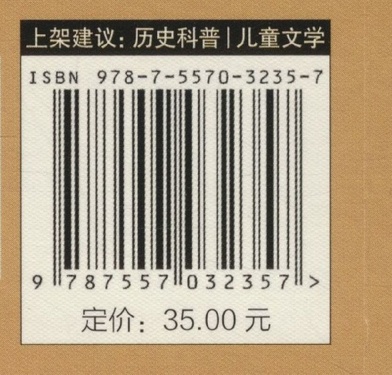 上架建议：历史科普|儿童文学
ISBN 978-7-5570-3235-7
9 787557 032357 >
定价：35.00 元